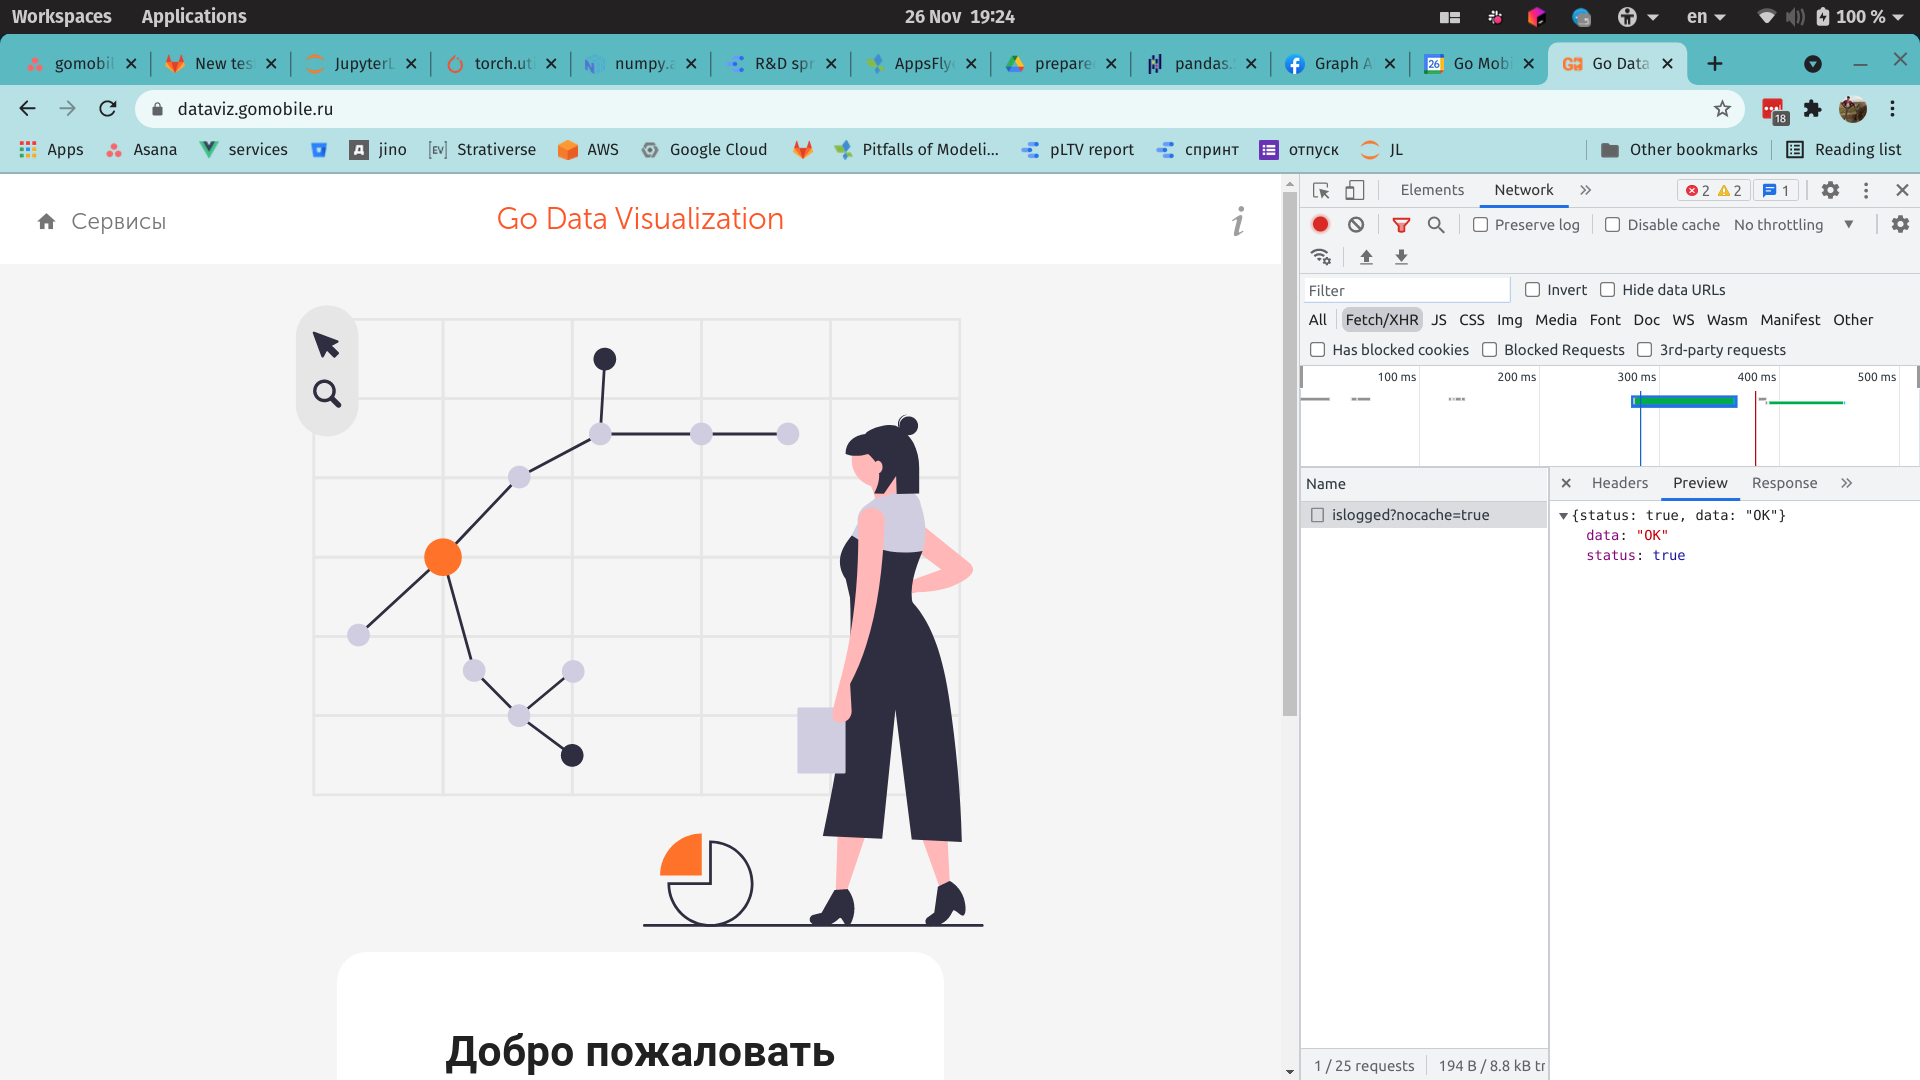 Workspaces Applications 26 Nov 19:24 en 100 %
gomobil New tes JupyterL torch.ut numpy.a R&D spr AppsFly prepare pandas. Graph A Go Mob Go Data
dataviz.gomobile.ru 18
Apps Asana services jino [EV] Strativerse AWS Google Cloud Pitfalls of Modeli... pLTV report спринт отпуск JL Other bookmarks Reading list
Сервисы Go Data Visualization i
Добро пожаловать
Elements Network 2 2 1
Preserve log Disable cache No throttling
Filter Invert Hide data URLs
All Fetch/XHR JS CSS Img Media Font Doc WS Wasm Manifest Other
Has blocked cookies Blocked Requests 3rd-party requests
100 ms 200 ms 300 ms 400 ms 500 ms
Name Headers Preview Response
islogged?nocache=true
{status: true, data: "OK"}
data: "OK"
status: true
1 / 25 requests 194 B / 8.8 kB tr